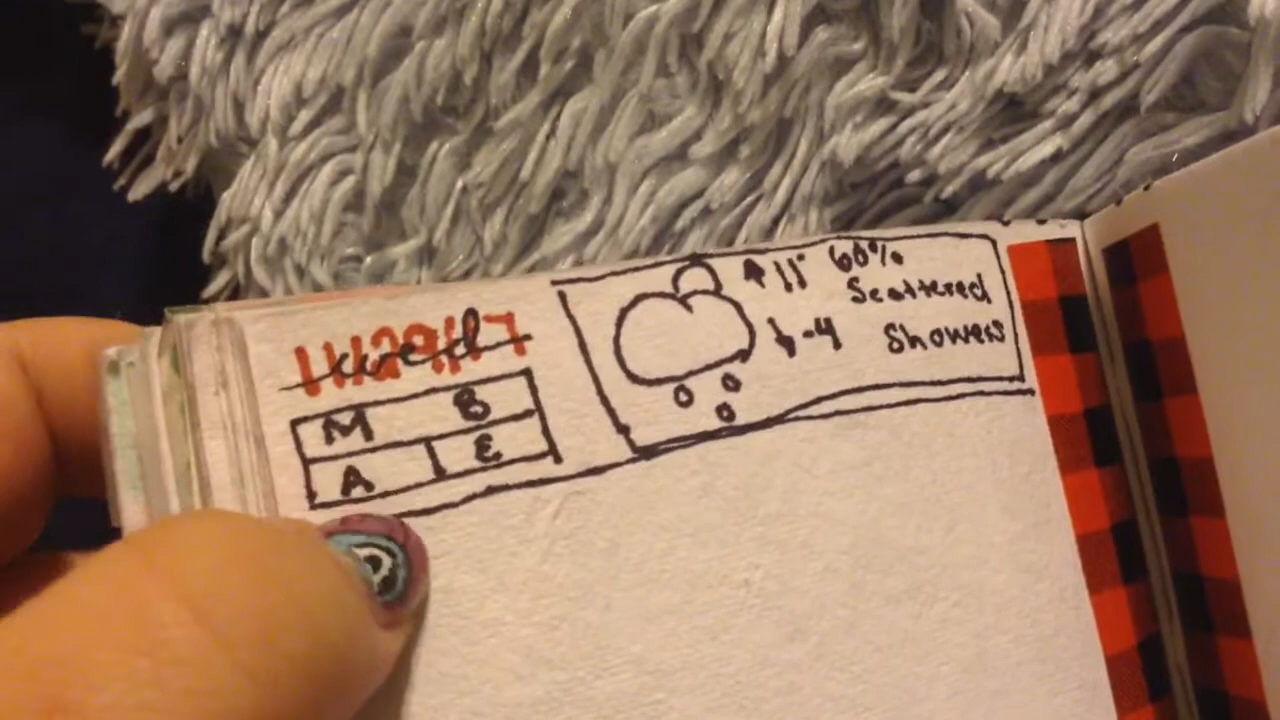 11/29/17
wed
M B
A E
↑ 11° 60%
Scattered
↓ -4 Showers